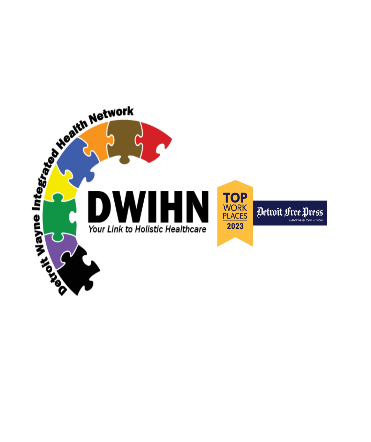 Detroit Wayne Integrated Health Network
DWIHN
Your Link to Holistic Healthcare
TOP
WORK
PLACES
2023
Detroit Free Press